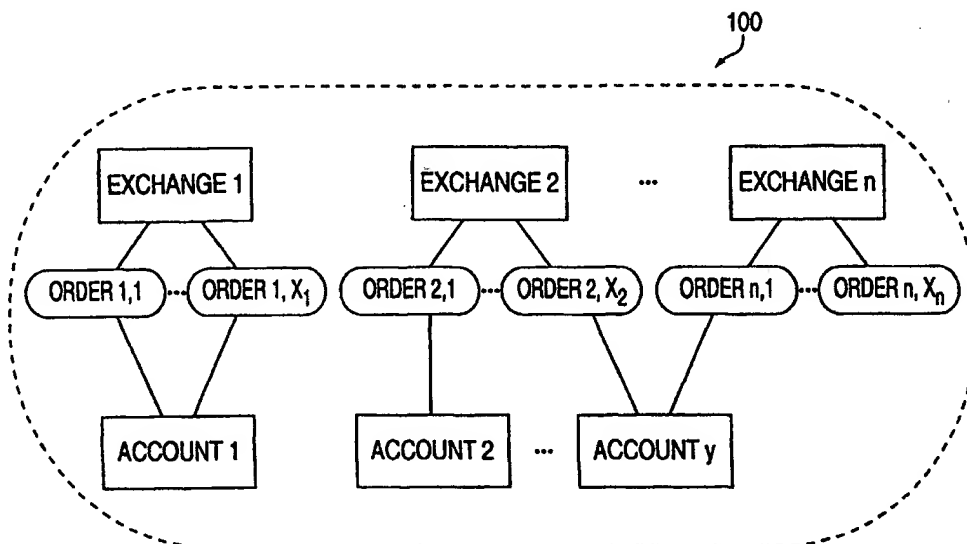 100
EXCHANGE 1 EXCHANGE 2 ... EXCHANGE n
ORDER 1,1 ... ORDER 1, X₁ ORDER 2,1 ... ORDER 2, X₂ ORDER n,1 ... ORDER n, Xₙ
ACCOUNT 1 ACCOUNT 2 ... ACCOUNT y